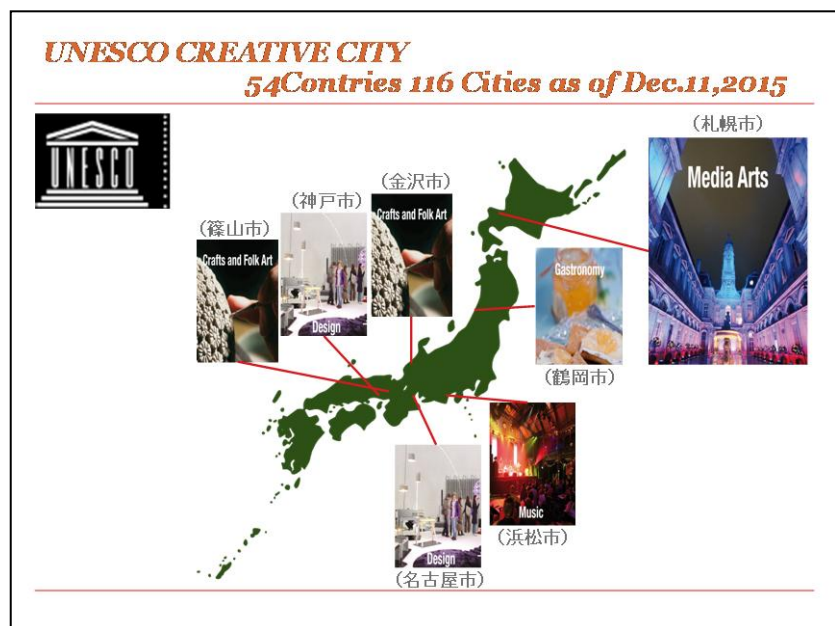 UNESCO CREATIVE CITY
54Contries 116 Cities as of Dec.11,2015
UNESCO
(札幌市)
Media Arts
(金沢市)
Crafts and Folk Art
(神戸市)
Design
(篠山市)
Crafts and Folk Art
Gastronomy
(鶴岡市)
Music
(浜松市)
Design
(名古屋市)